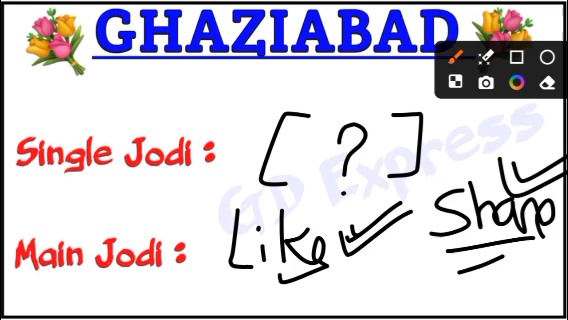 GHAZIABAD
Single Jodi : [ ? ]
Main Jodi : Like Share
GD Express